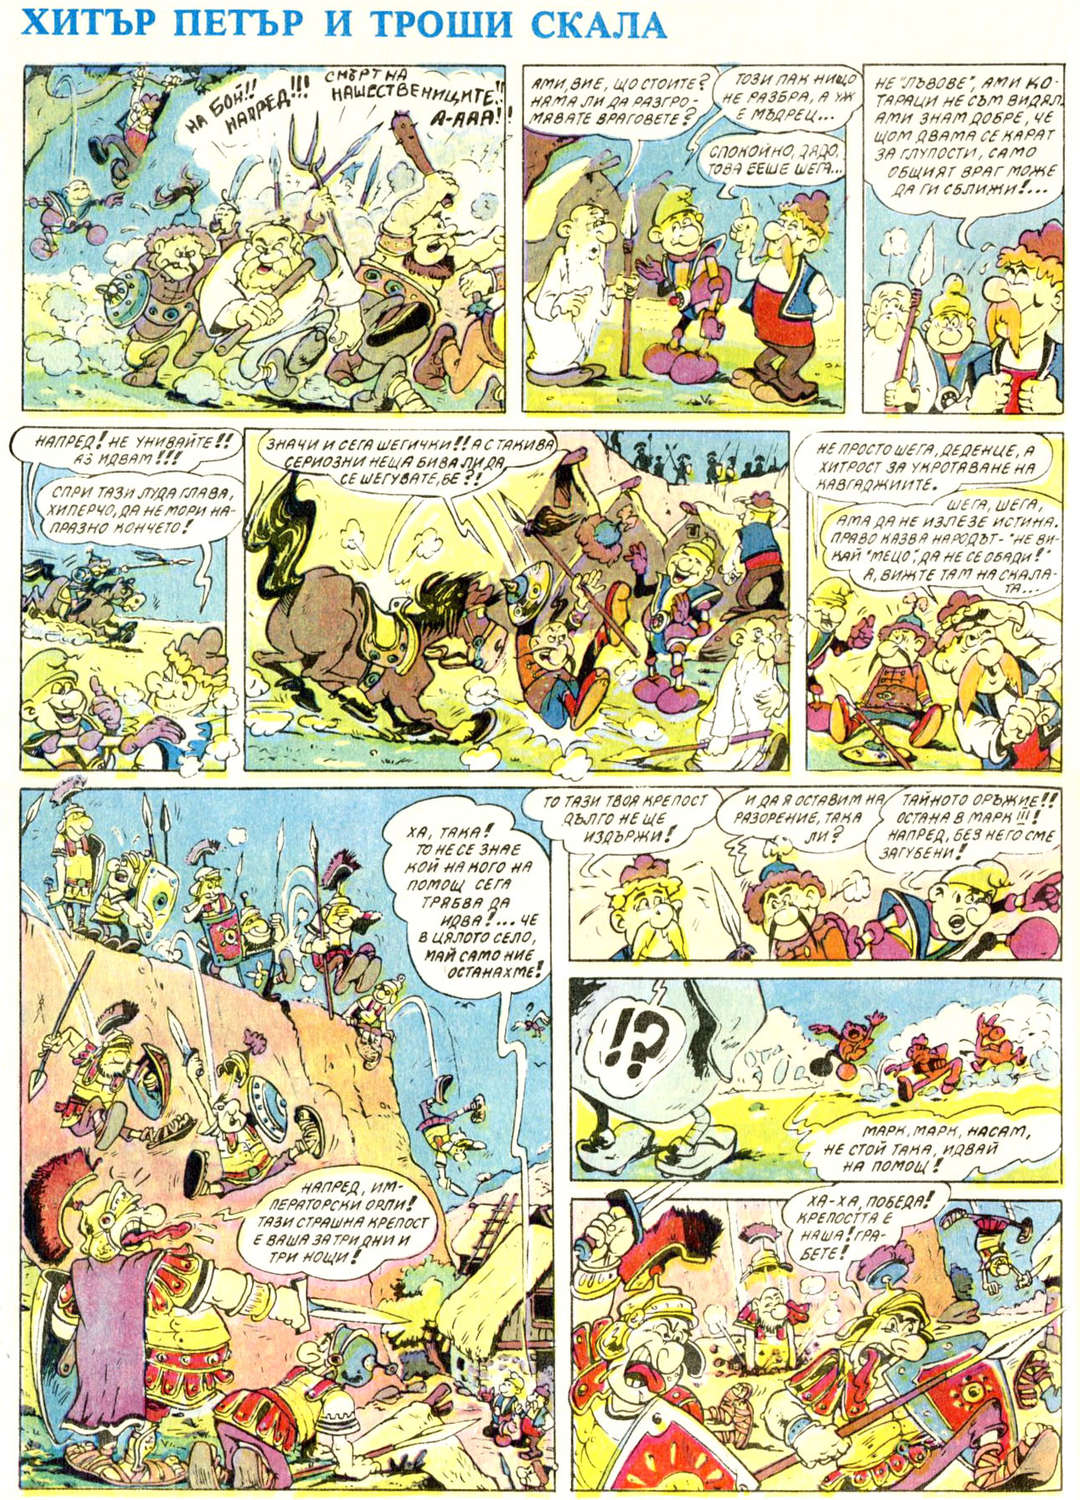 ХИТЪР ПЕТЪР И ТРОШИ СКАЛА
НА БОЙ!!
НАДРЕД!!!
СМЪРТ НА
НАШЕСТВЕНИЦИТЕ!!
А-ААА!!
АМИ, ВИЕ, ЩО СТОИТЕ?
НАМА ЛИ ДА РАЗГРО-
МЯВАТЕ ВРАГОВЕТЕ?
ТОЗИ ПАК НИЩО
НЕ РАЗБРА, А УЖ
Е МЪДРЕЦ...
СПОКОЙНО, ДЯДО,
ТОВА БЕШЕ ШЕГА...
НЕ "ЛЪВОВЕ", АМИ КО-
ТАРАЦИ НЕ СЪМ ВИДЯЛ.
АМИ ЗНАМ ДОБРЕ, ЧЕ
ЩОМ ДВАМА СЕ КАРАТ
ЗА ГЛУПОСТИ, САМО
ОБЩИЯТ ВРАГ МОЖЕ
ДА ГИ СБЛИЖИ!...
НАПРЕД! НЕ УНИВАЙТЕ!!
АЗ ИДВАМ!!!
СПРИ ТАЗИ ЛУДА ГЛАВА,
ХИПЕРЧО, ДА НЕ МОРИ НА-
ПРАЗНО КОНЧЕТО!
ЗНАЧИ И СЕГА ШЕГИЧКИ!! А С ТАКИВА
СЕРИОЗНИ НЕЩА БИВА ЛИ ДА
СЕ ШЕГУВАТЕ, БЕ?!
НЕ ПРОСТО ШЕГА, ДЕДЕНЦЕ, А
ХИТРОСТ ЗА УКРОТЯВАНЕ НА
КАВГАДЖИИТЕ.
ШЕГА, ШЕГА,
АМА ДА НЕ ИЗЛЕЗЕ ИСТИНА.
ПРАВО КАЗВА НАРОДЪТ - "НЕ ВИ-
КАЙ "МЕЦО", ДА НЕ СЕ ОБАДИ!"
А, ВИЖТЕ ТАМ НА СКАЛА-
ТА...
ХА, ТАКА!
ТО НЕ СЕ ЗНАЕ
КОЙ НА КОГО НА
ПОМОЩ СЕГА
ТРЯБВА ДА
ИДВА!... ЧЕ
В ЦЯЛОТО СЕЛО,
МАЙ САМО НИЕ
ОСТАНАХМЕ!
НАПРЕД, ИМ-
ПЕРАТОРСКИ ОРЛИ!
ТАЗИ СТРАШНА КРЕПОСТ
Е ВАША ЗА ТРИ ДНИ И
ТРИ НОЩИ!
ТО ТАЗИ ТВОЯ КРЕПОСТ
ДЪЛГО НЕ ЩЕ
ИЗДЪРЖИ!
И ДА Я ОСТАВИМ НА
РАЗОРЕНИЕ, ТАКА
ЛИ?
ТАЙНОТО ОРЪЖИЕ!!
ОСТАНА В МАРК III!
НАПРЕД, БЕЗ НЕГО СМЕ
ЗАГУБЕНИ!
!?
МАРК, МАРК, НАСАМ,
НЕ СТОЙ ТАКА, ИДВАЙ
НА ПОМОЩ!
ХА-ХА, ПОБЕДА!
КРЕПОСТТА Е
НАША! ГРА-
БЕТЕ!